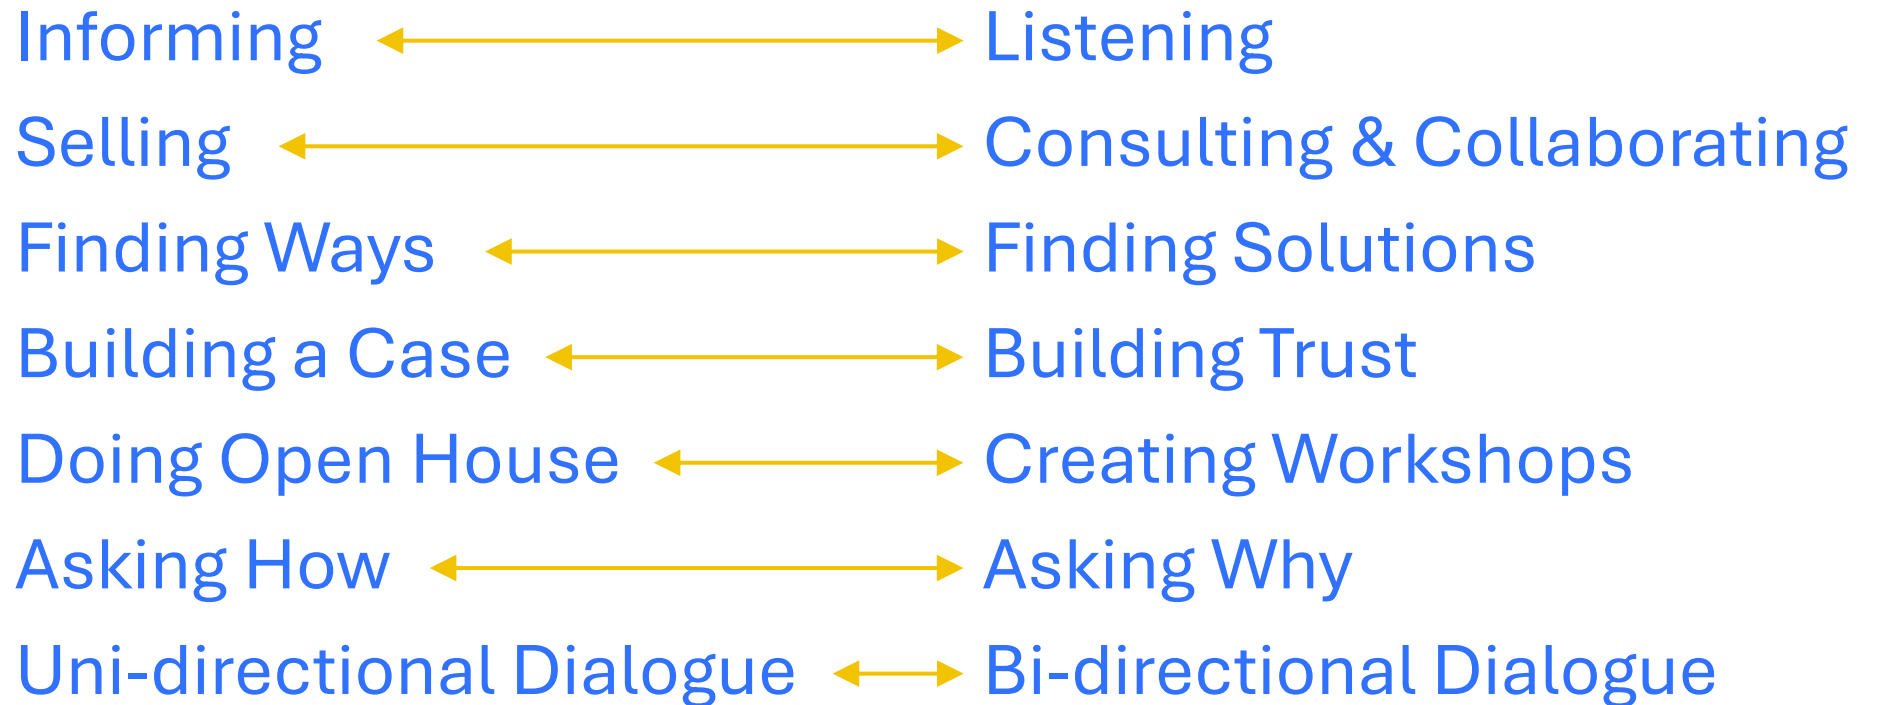 Informing Listening
Selling Consulting & Collaborating
Finding Ways Finding Solutions
Building a Case Building Trust
Doing Open House Creating Workshops
Asking How Asking Why
Uni-directional Dialogue Bi-directional Dialogue